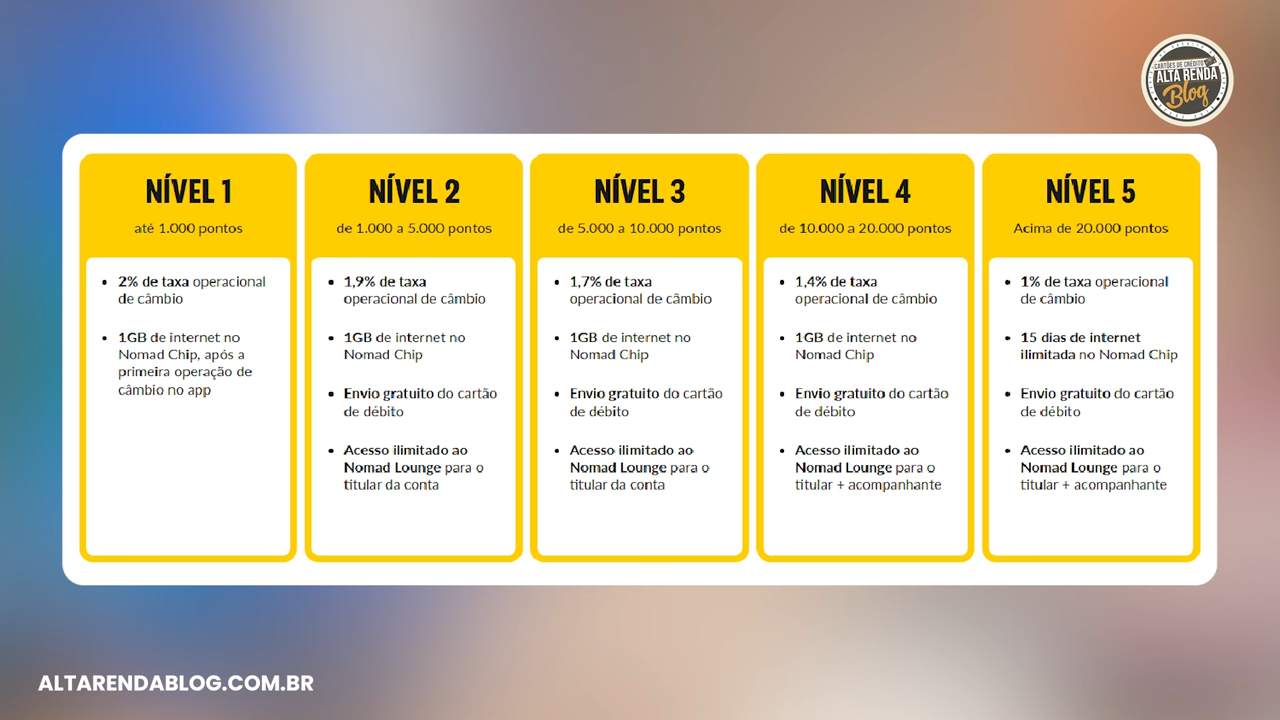 CARTÕES DE CRÉDITO
ALTA RENDA
Blog
NÍVEL 1
até 1.000 pontos
• 2% de taxa operacional
de câmbio
• 1GB de internet no
Nomad Chip, após a
primeira operação de
câmbio no app
NÍVEL 2
de 1.000 a 5.000 pontos
• 1,9% de taxa
operacional de câmbio
• 1GB de internet no
Nomad Chip
• Envio gratuito do cartão
de débito
• Acesso ilimitado ao
Nomad Lounge para o
titular da conta
NÍVEL 3
de 5.000 a 10.000 pontos
• 1,7% de taxa
operacional de câmbio
• 1GB de internet no
Nomad Chip
• Envio gratuito do cartão
de débito
• Acesso ilimitado ao
Nomad Lounge para o
titular da conta
NÍVEL 4
de 10.000 a 20.000 pontos
• 1,4% de taxa
operacional de câmbio
• 1GB de internet no
Nomad Chip
• Envio gratuito do cartão
de débito
• Acesso ilimitado ao
Nomad Lounge para o
titular + acompanhante
NÍVEL 5
Acima de 20.000 pontos
• 1% de taxa operacional
de câmbio
• 15 dias de internet
ilimitada no Nomad Chip
• Envio gratuito do cartão
de débito
• Acesso ilimitado ao
Nomad Lounge para o
titular + acompanhante
ALTARENDABLOG.COM.BR